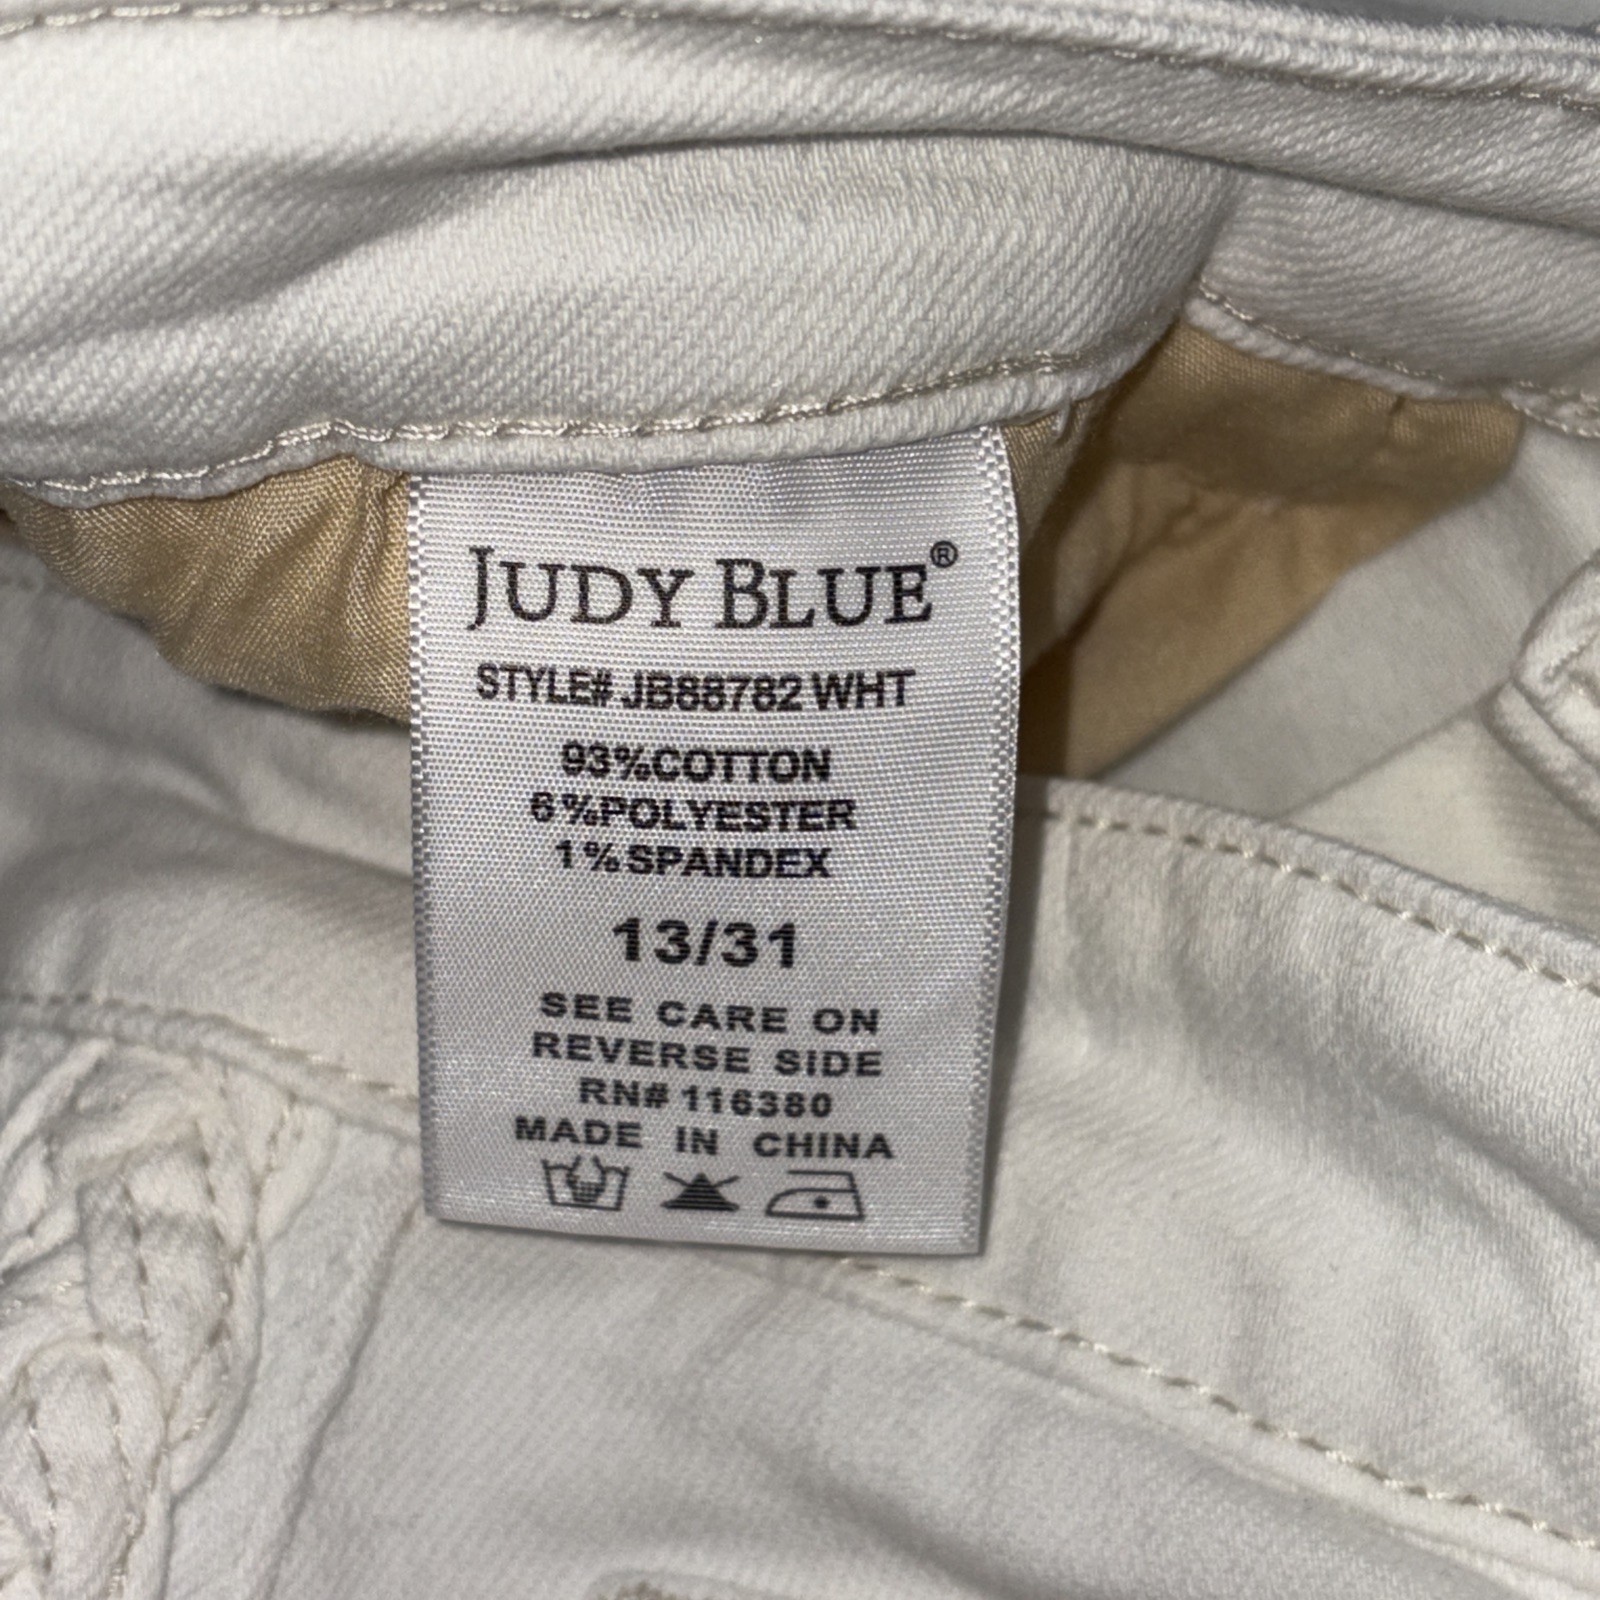 JUDY BLUE®
STYLE# JB88782 WHT
93%COTTON
6%POLYESTER
1%SPANDEX
13/31
SEE CARE ON
REVERSE SIDE
RN# 116380
MADE IN CHINA